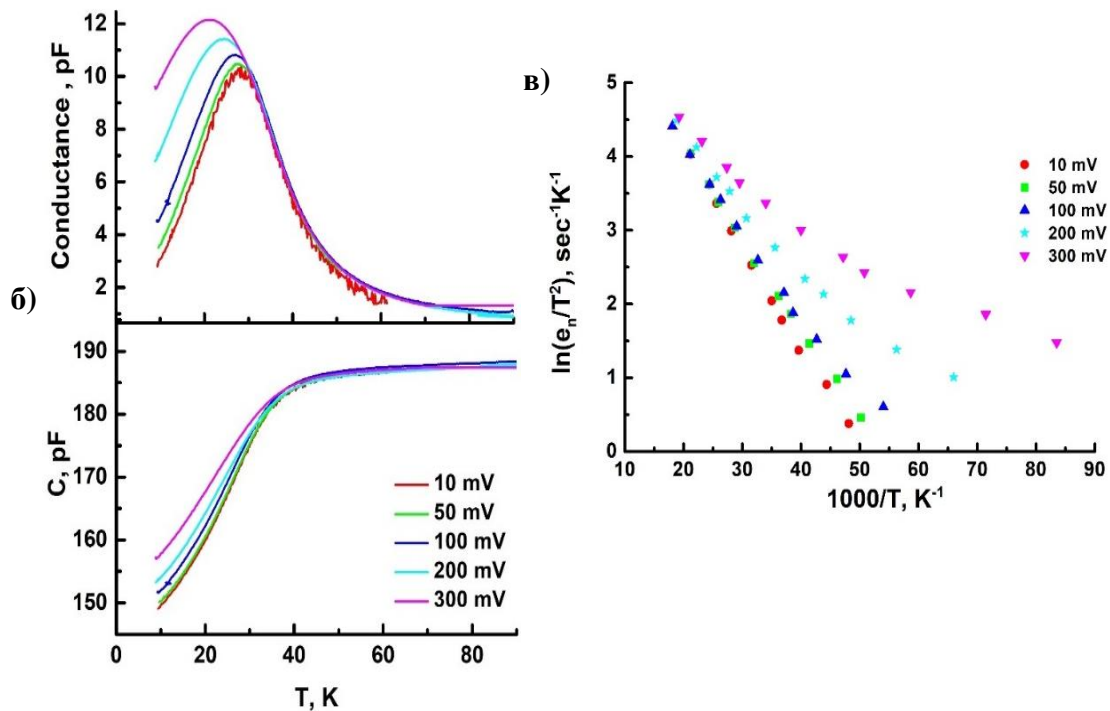 б)
Conductance , pF
12
10
8
6
4
2
C, pF
190
180
170
160
150
10 mV
50 mV
100 mV
200 mV
300 mV
0 20 40 60 80
T, K
в)
ln(eₙ/T²), sec⁻¹K⁻¹
5
4
3
2
1
0
10 mV
50 mV
100 mV
200 mV
300 mV
10 20 30 40 50 60 70 80 90
1000/T, K⁻¹